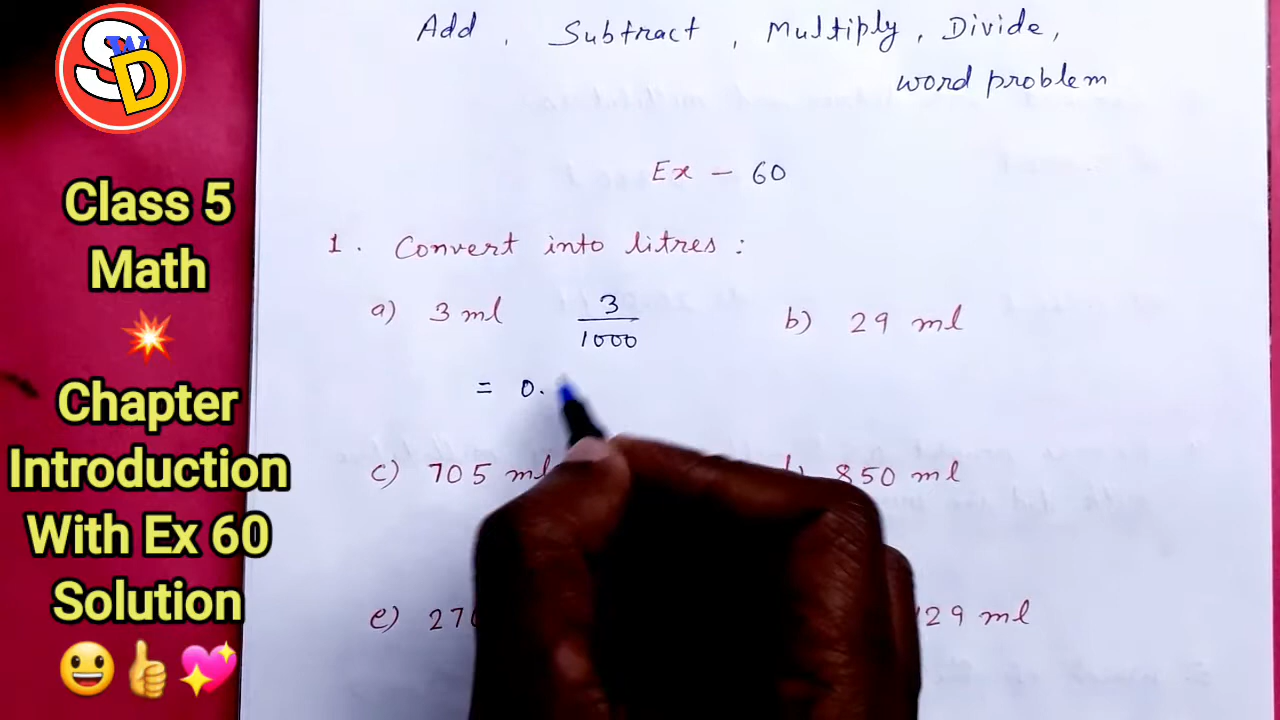 SWD
Class 5
Math
Chapter
Introduction
With Ex 60
Solution
Add , Subtract , Multiply , Divide,
word problem
Ex - 60
1. Convert into litres :
a) 3 ml 3/1000
= 0.
b) 29 ml
c) 705 ml
850 ml
e)
29 ml